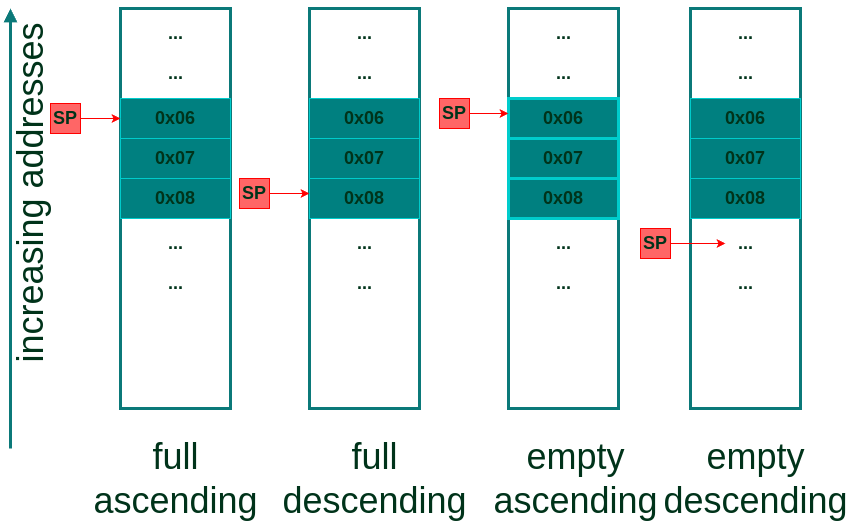 increasing addresses
...
...
SP
0x06
0x07
0x08
...
...
full
ascending
...
...
SP
0x06
0x07
0x08
...
...
full
descending
...
...
SP
0x06
0x07
0x08
...
...
empty
ascending
...
...
0x06
0x07
0x08
SP
...
...
empty
descending